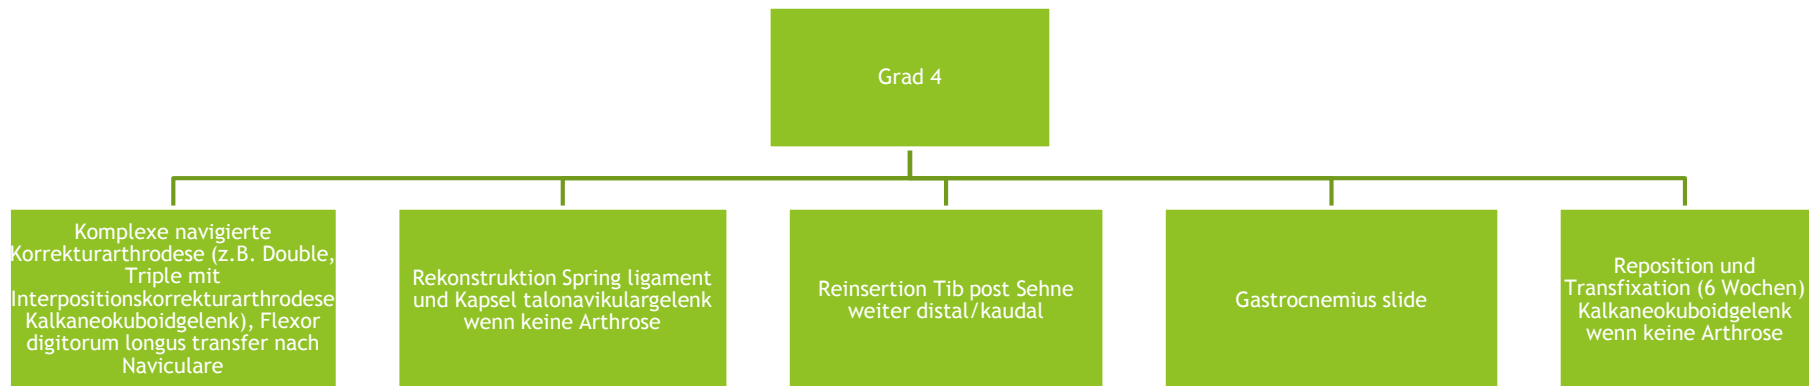 Grad 4
Komplexe navigierte
Korrekturarthrodese (z.B. Double,
Triple mit
Interpositionskorrekturarthrodese
Kalkaneokuboidgelenk), Flexor
digitorum longus transfer nach
Naviculare
Rekonstruktion Spring ligament
und Kapsel talonavikulargelenk
wenn keine Arthrose
Reinsertion Tib post Sehne
weiter distal/kaudal
Gastrocnemius slide
Reposition und
Transfixation (6 Wochen)
Kalkaneokuboidgelenk
wenn keine Arthrose